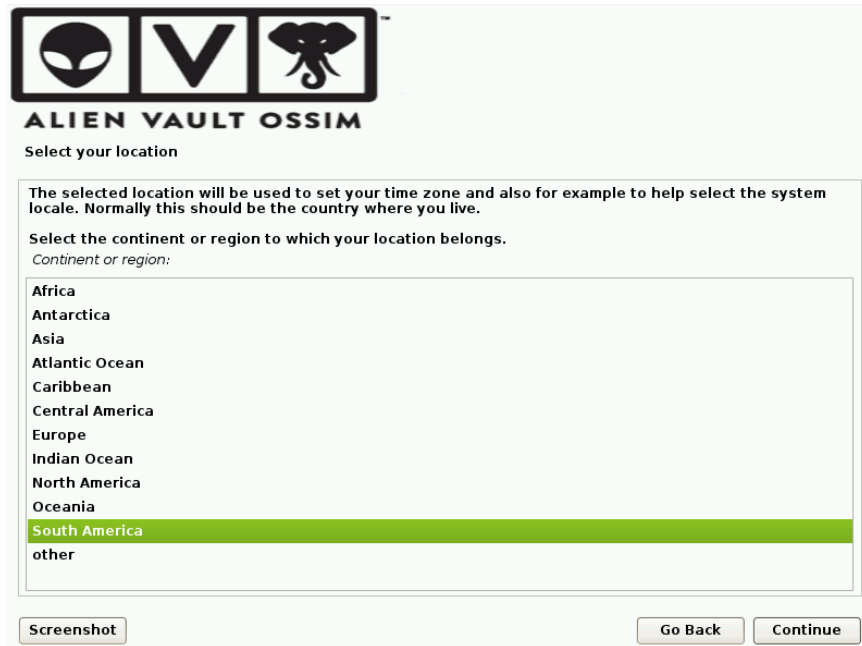 ALIEN VAULT OSSIM
Select your location
The selected location will be used to set your time zone and also for example to help select the system
locale. Normally this should be the country where you live.
Select the continent or region to which your location belongs.
Continent or region:
Africa
Antarctica
Asia
Atlantic Ocean
Caribbean
Central America
Europe
Indian Ocean
North America
Oceania
South America
other
Screenshot Go Back Continue